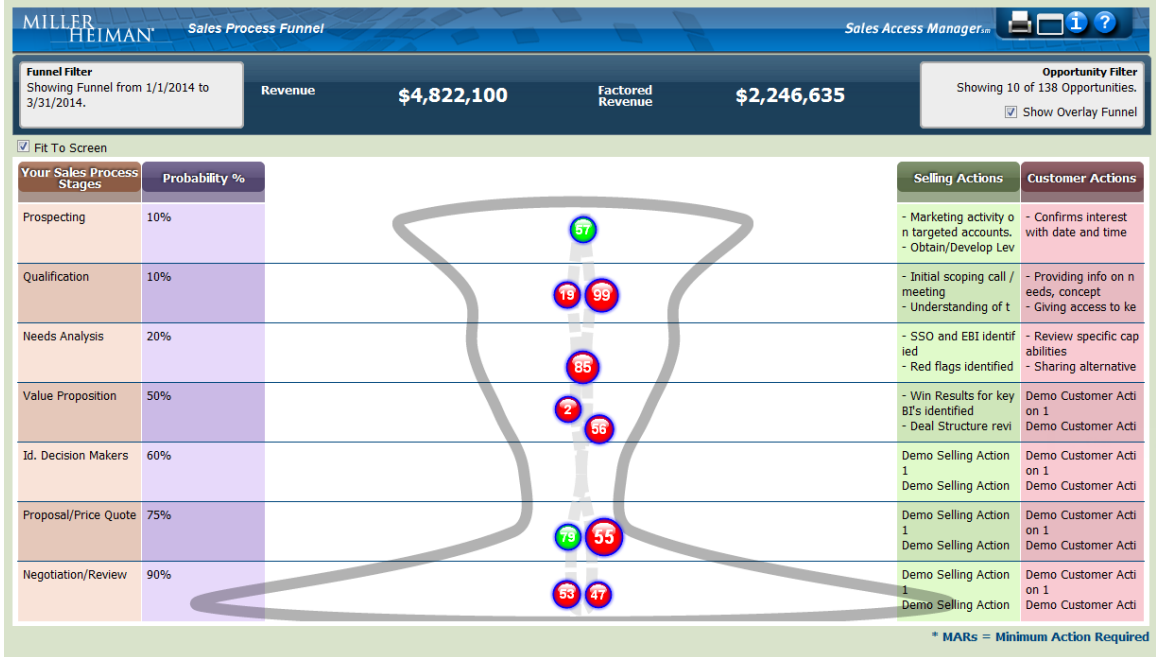 MILLER
HEIMAN
Sales Process Funnel
Sales Access Manager sm
Funnel Filter
Showing Funnel from 1/1/2014 to
3/31/2014.
Revenue
$4,822,100
Factored
Revenue
$2,246,635
Opportunity Filter
Showing 10 of 138 Opportunities.
Show Overlay Funnel
Fit To Screen
Your Sales Process
Stages
Probability %
Selling Actions
Customer Actions
Prospecting
10%
57
- Marketing activity o
n targeted accounts.
- Obtain/Develop Lev
- Confirms interest
with date and time
Qualification
10%
19
99
- Initial scoping call /
meeting
- Understanding of t
- Providing info on n
eeds, concept
- Giving access to ke
Needs Analysis
20%
85
- SSO and EBI identif
ied
- Red flags identified
- Review specific cap
abilities
- Sharing alternative
Value Proposition
50%
2
56
- Win Results for key
BI's identified
- Deal Structure revi
Demo Customer Acti
on 1
Demo Customer Acti
Id. Decision Makers
60%
Demo Selling Action
1
Demo Selling Action
Demo Customer Acti
on 1
Demo Customer Acti
Proposal/Price Quote
75%
79
55
Demo Selling Action
1
Demo Selling Action
Demo Customer Acti
on 1
Demo Customer Acti
Negotiation/Review
90%
53
47
Demo Selling Action
1
Demo Selling Action
Demo Customer Acti
on 1
Demo Customer Acti
* MARs = Minimum Action Required